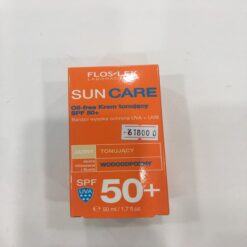 FLOSLEK
LABORATORIUM
SUN CARE
Oil-free Krem tonujący
SPF 50+
Bardzo wysoka ochrona UVA + UVB
TONUJĄCY
WODOODPORNY
SPF
UVA
50+
℮ 50 ml / 1.7 fl.oz.